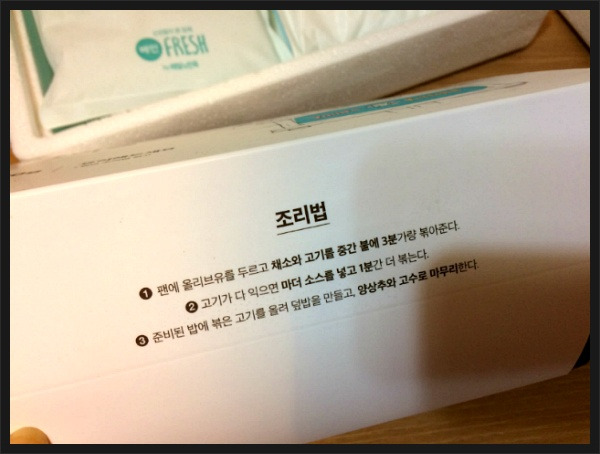 배민
FRESH
조리법
❶ 팬에 올리브유를 두르고 채소와 고기를 중간 불에 3분가량 볶아준다.
❷ 고기가 다 익으면 마더 소스를 넣고 1분간 더 볶는다.
❸ 준비된 밥에 볶은 고기를 올려 덮밥을 만들고, 양상추와 고수로 마무리한다.